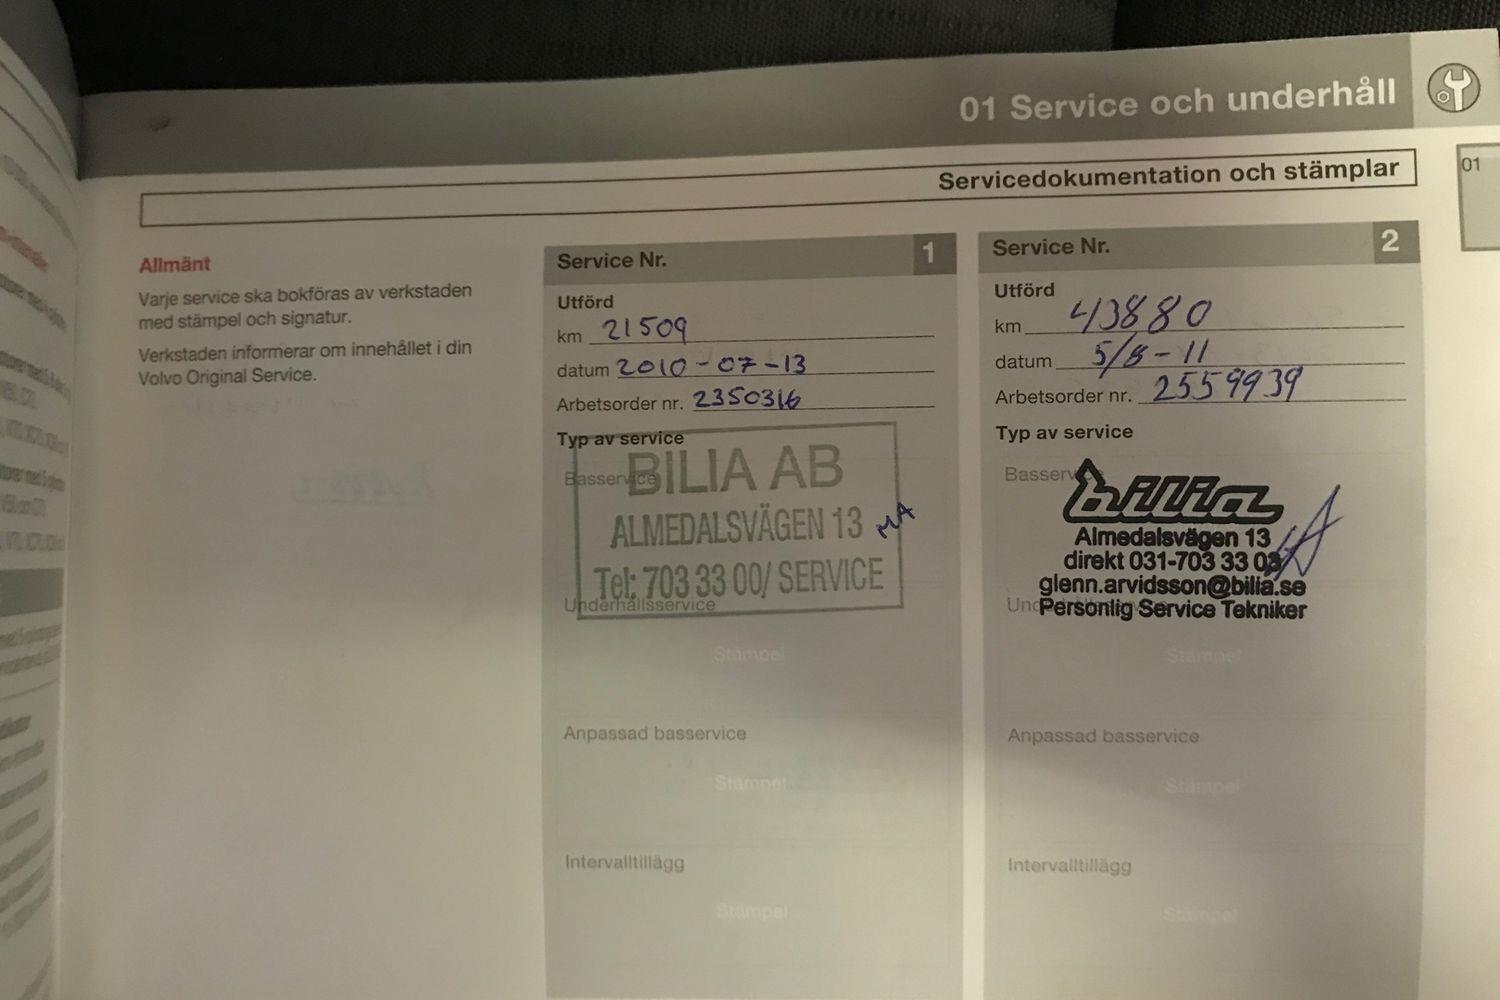 01 Service och underhåll
Servicedokumentation och stämplar
01
Allmänt
Varje service ska bokföras av verkstaden
med stämpel och signatur.
Verkstaden informerar om innehållet i din
Volvo Original Service.
Service Nr. 1
Utförd
km 21509
datum 2010-07-13
Arbetsorder nr. 2350316
Typ av service
Basservice
BILIA AB
ALMEDALSVÄGEN 13
MA
Tel: 703 33 00/ SERVICE
Underhållsservice
Stämpel
Anpassad basservice
Stämpel
Intervalltillägg
Stämpel
Service Nr. 2
Utförd
km 43880
datum 5/8-11
Arbetsorder nr. 2559939
Typ av service
Basservice
bilia
Almedalsvägen 13
direkt 031-703 33 03
glenn.arvidsson@bilia.se
Personlig Service Tekniker
Stämpel
Anpassad basservice
Stämpel
Intervalltillägg
Stämpel